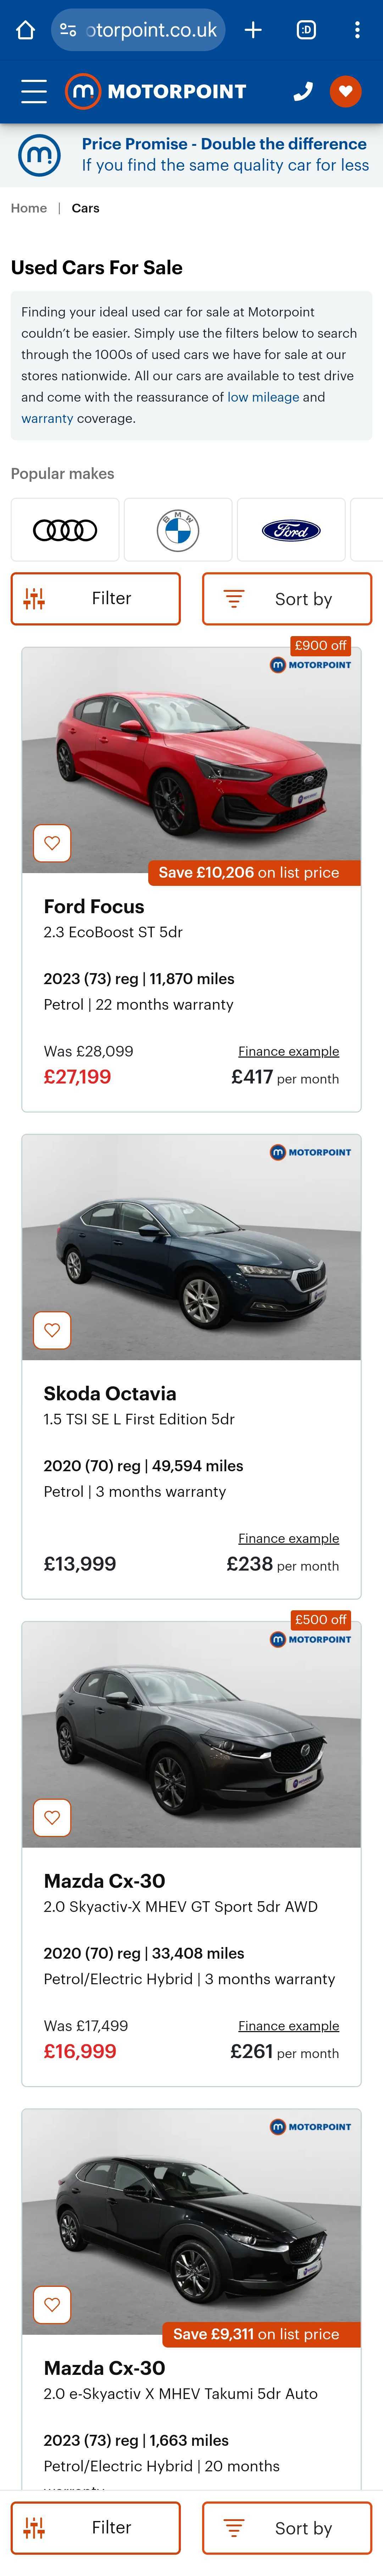 otorpoint.co.uk
:D
MOTORPOINT
Price Promise - Double the difference
If you find the same quality car for less
Home | Cars
Used Cars For Sale
Finding your ideal used car for sale at Motorpoint
couldn't be easier. Simply use the filters below to search
through the 1000s of used cars we have for sale at our
stores nationwide. All our cars are available to test drive
and come with the reassurance of low mileage and
warranty coverage.
Popular makes
BMW
Ford
Filter
Sort by
£900 off
MOTORPOINT
Save £10,206 on list price
Ford Focus
2.3 EcoBoost ST 5dr
2023 (73) reg | 11,870 miles
Petrol | 22 months warranty
Was £28,099
Finance example
£27,199
£417 per month
MOTORPOINT
Skoda Octavia
1.5 TSI SE L First Edition 5dr
2020 (70) reg | 49,594 miles
Petrol | 3 months warranty
Finance example
£13,999
£238 per month
£500 off
MOTORPOINT
Mazda Cx-30
2.0 Skyactiv-X MHEV GT Sport 5dr AWD
2020 (70) reg | 33,408 miles
Petrol/Electric Hybrid | 3 months warranty
Was £17,499
Finance example
£16,999
£261 per month
MOTORPOINT
Save £9,311 on list price
Mazda Cx-30
2.0 e-Skyactiv X MHEV Takumi 5dr Auto
2023 (73) reg | 1,663 miles
Petrol/Electric Hybrid | 20 months
warranty
Filter
Sort by